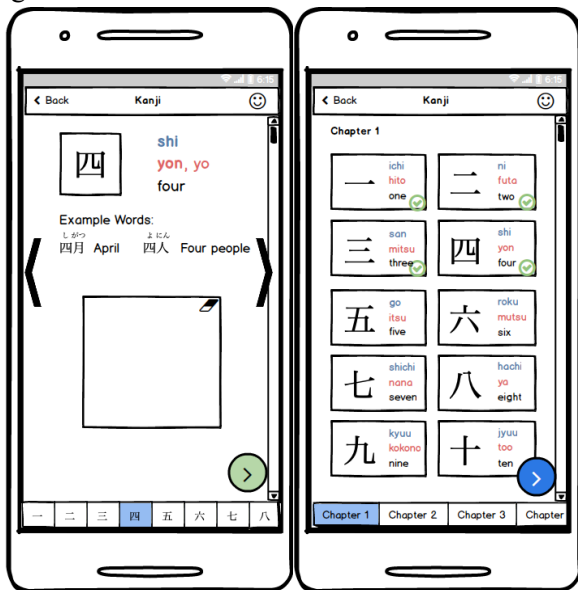 6:15
Back Kanji
四
shi
yon, yo
four
Example Words:
しがつ よにん
四月 April 四人 Four people
一 二 三 四 五 六 七 八
6:15
Back Kanji
Chapter 1
一 ichi hito one
二 ni futa two
三 san mitsu three
四 shi yon four
五 go itsu five
六 roku mutsu six
七 shichi nana seven
八 hachi ya eight
九 kyuu kokono nine
十 jyuu too ten
Chapter 1 Chapter 2 Chapter 3 Chapter